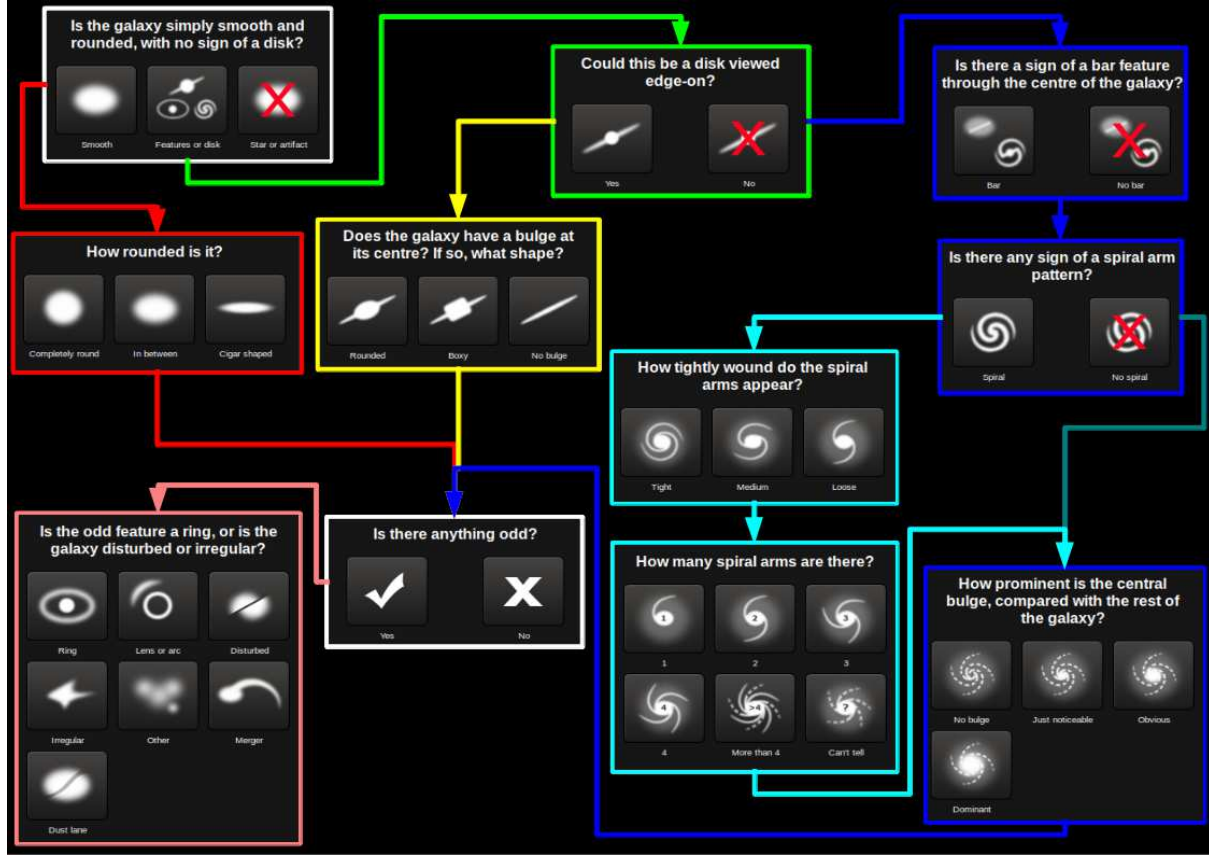 Is the galaxy simply smooth and
rounded, with no sign of a disk?
Smooth
Features or disk
Star or artifact
Could this be a disk viewed
edge-on?
Yes
No
Is there a sign of a bar feature
through the centre of the galaxy?
Bar
No bar
How rounded is it?
Completely round
In between
Cigar shaped
Does the galaxy have a bulge at
its centre? If so, what shape?
Rounded
Boxy
No bulge
Is there any sign of a spiral arm
pattern?
Spiral
No spiral
How tightly wound do the spiral
arms appear?
Tight
Medium
Loose
Is the odd feature a ring, or is the
galaxy disturbed or irregular?
Ring
Lens or arc
Disturbed
Irregular
Other
Merger
Dust lane
Is there anything odd?
Yes
No
How many spiral arms are there?
1
2
3
1
2
3
4
>4
?
4
More than 4
Can't tell
How prominent is the central
bulge, compared with the rest of
the galaxy?
No bulge
Just noticeable
Obvious
Dominant